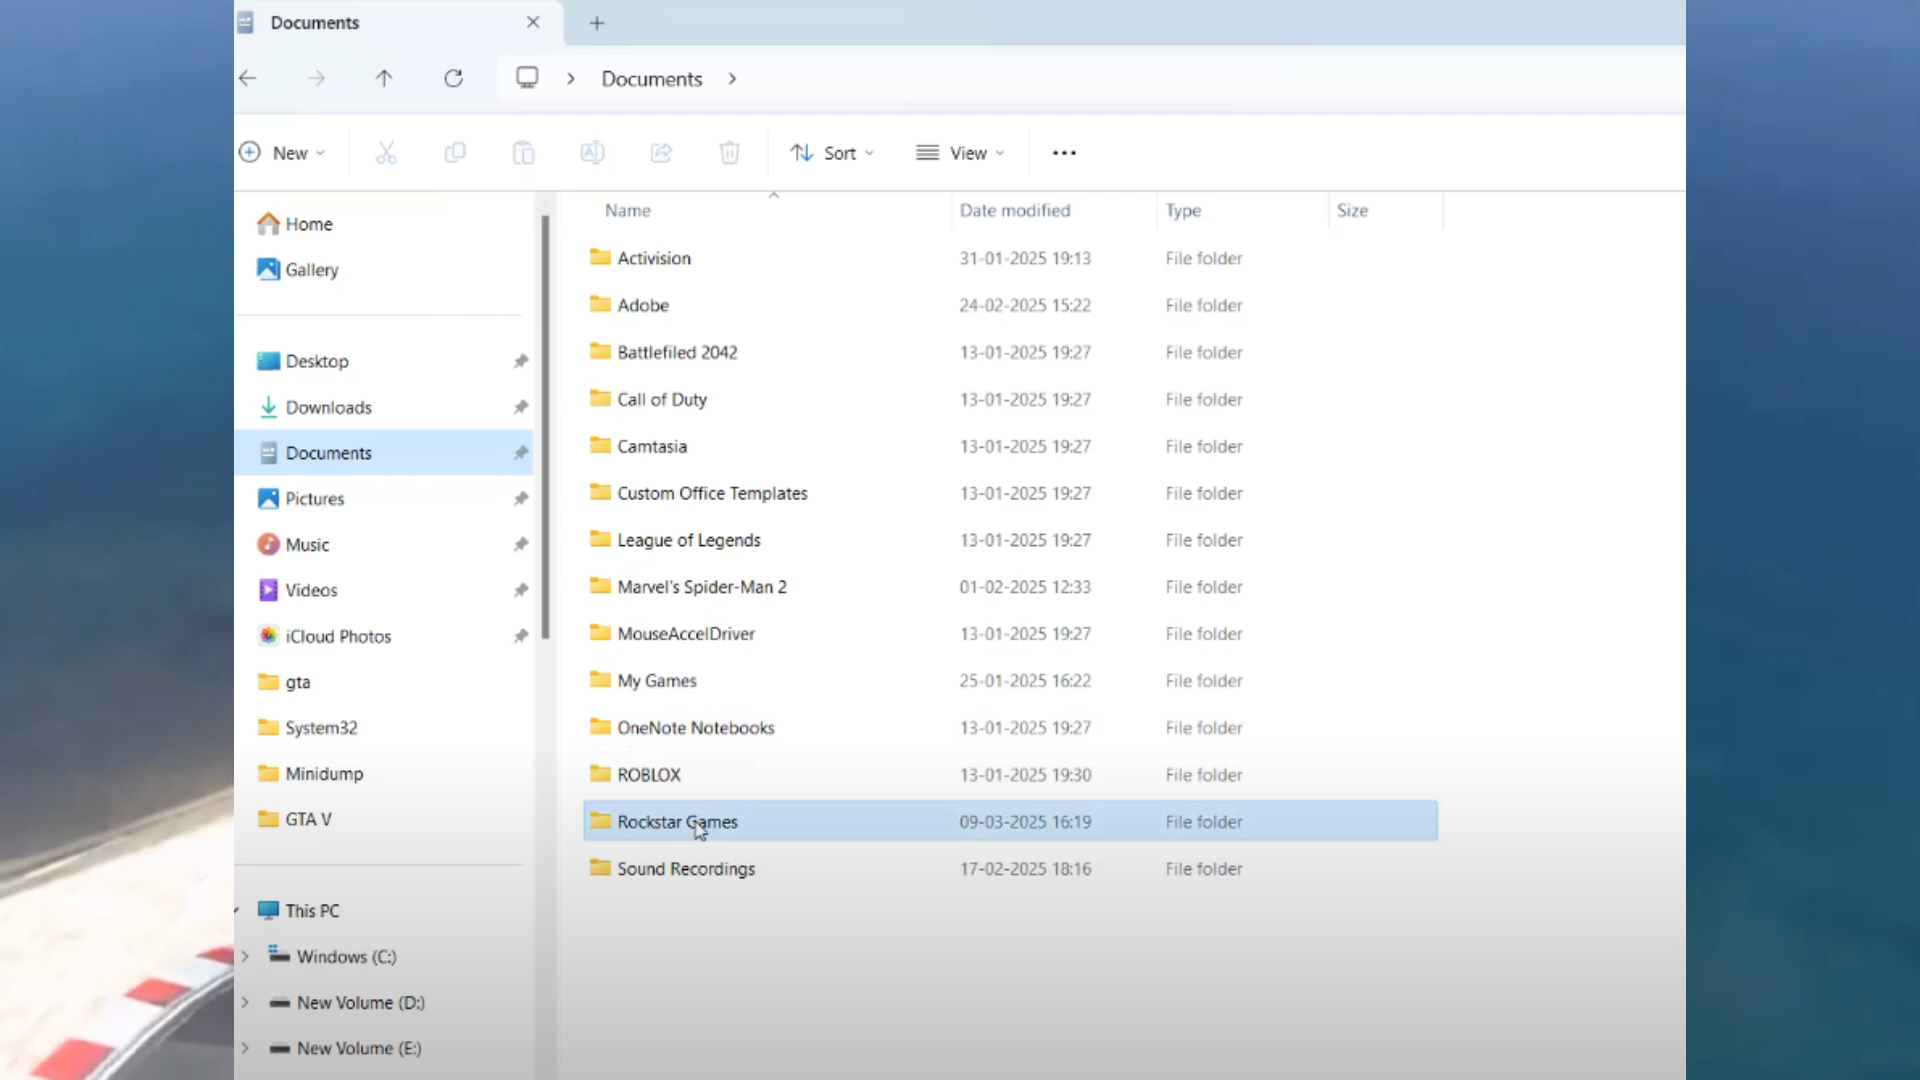 Documents
Documents
New
Sort
View
Name Date modified Type Size
Home
Gallery
Desktop
Downloads
Documents
Pictures
Music
Videos
iCloud Photos
gta
System32
Minidump
GTA V
This PC
Windows (C:)
New Volume (D:)
New Volume (E:)
Activision 31-01-2025 19:13 File folder
Adobe 24-02-2025 15:22 File folder
Battlefiled 2042 13-01-2025 19:27 File folder
Call of Duty 13-01-2025 19:27 File folder
Camtasia 13-01-2025 19:27 File folder
Custom Office Templates 13-01-2025 19:27 File folder
League of Legends 13-01-2025 19:27 File folder
Marvel's Spider-Man 2 01-02-2025 12:33 File folder
MouseAccelDriver 13-01-2025 19:27 File folder
My Games 25-01-2025 16:22 File folder
OneNote Notebooks 13-01-2025 19:27 File folder
ROBLOX 13-01-2025 19:30 File folder
Rockstar Games 09-03-2025 16:19 File folder
Sound Recordings 17-02-2025 18:16 File folder